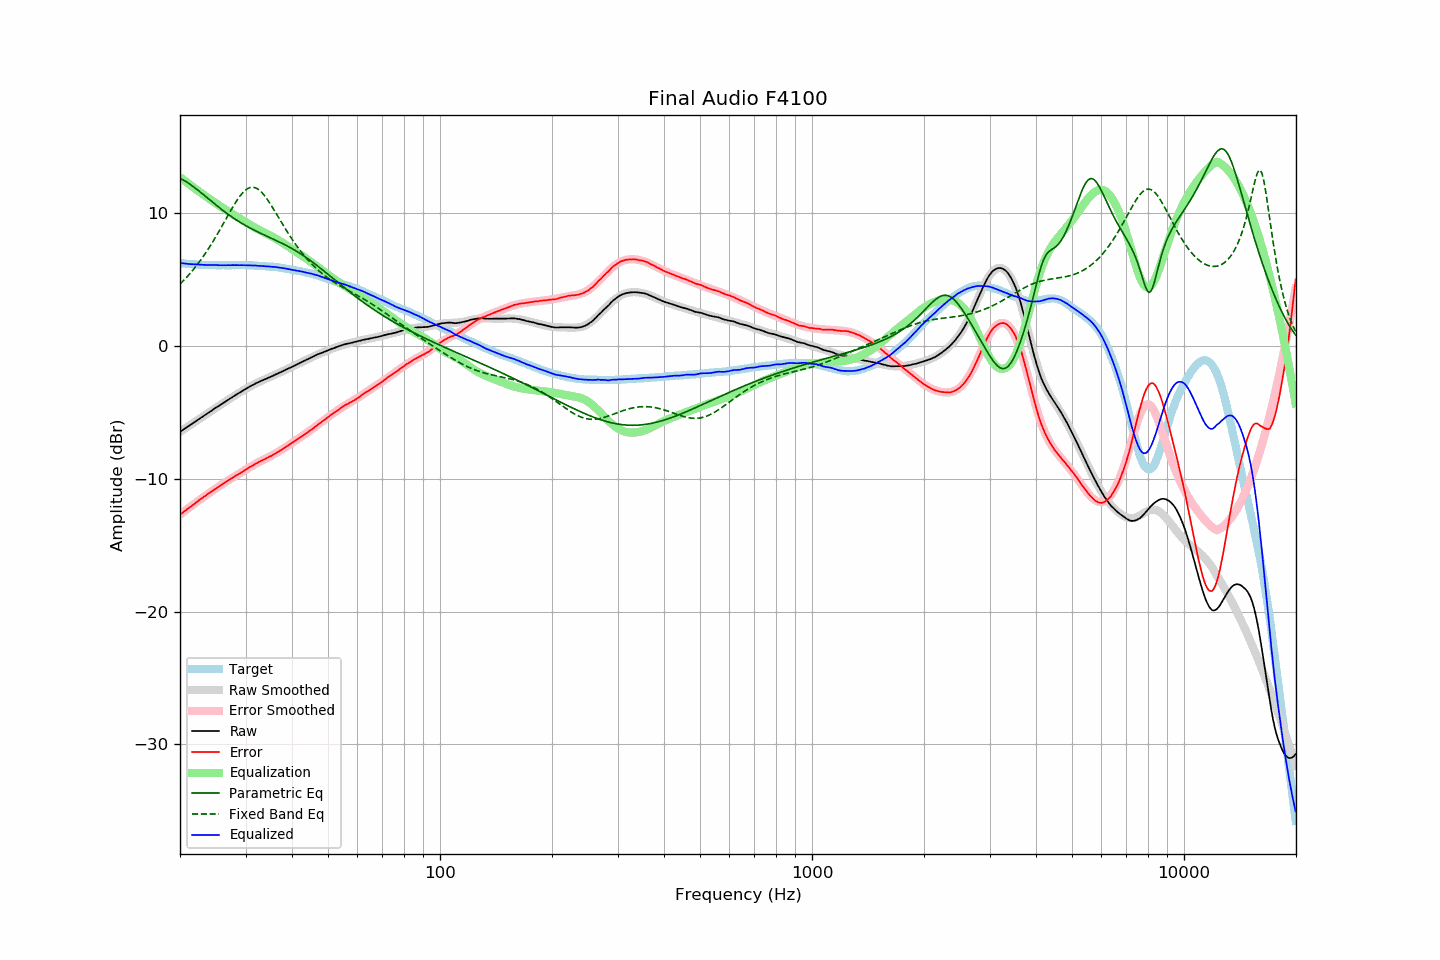 Final Audio F4100
Amplitude (dBr)
10
0
−10
−20
−30
Target
Raw Smoothed
Error Smoothed
Raw
Error
Equalization
Parametric Eq
Fixed Band Eq
Equalized
100
1000
10000
Frequency (Hz)